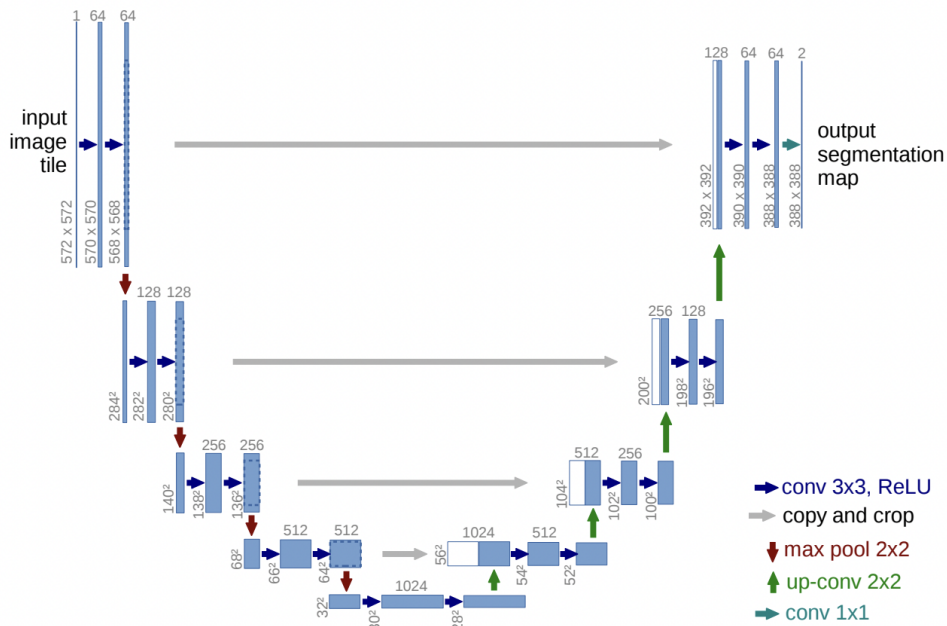 1 64 64
128 64 64 2
input
image
tile
output
segmentation
map
572 x 572
570 x 570
568 x 568
392 x 392
390 x 390
388 x 388
388 x 388
128 128
256 128
284²
282²
280²
200²
198²
196²
256 256
512 256
140²
138²
136²
104²
102²
100²
512 512
1024 512
68²
66²
64²
56²
54²
52²
1024
32²
conv 3x3, ReLU
copy and crop
max pool 2x2
up-conv 2x2
conv 1x1